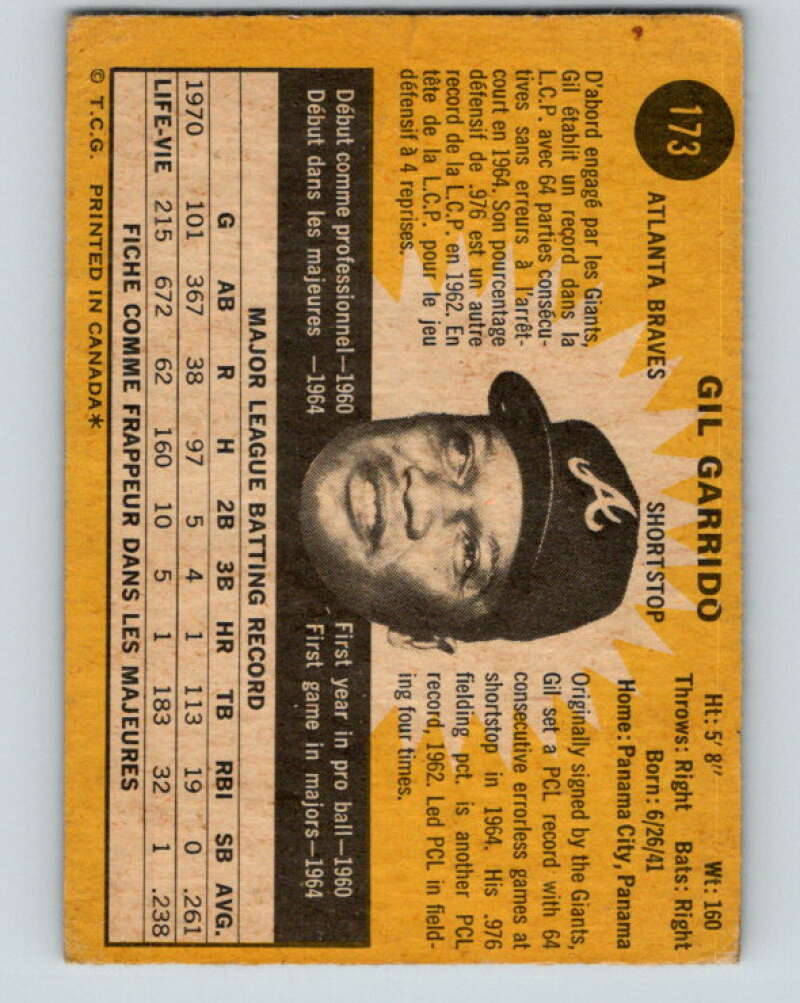 173
GIL GARRIDO
ATLANTA BRAVES
SHORTSTOP
Ht: 5' 8" Wt: 160
Throws: Right Bats: Right
Born: 6/26/41
Home: Panama City, Panama
D'abord engagé par les Giants,
Gil établit un record dans la
L.C.P. avec 64 parties consécu-
tives sans erreurs à l'arrêt-
court en 1964. Son pourcentage
défensif de .976 est un autre
record de la L.C.P. en 1962. En
tête de la L.C.P. pour le jeu
défensif à 4 reprises.
A
Originally signed by the Giants,
Gil set a PCL record with 64
consecutive errorless games at
shortstop in 1964. His .976
fielding pct. is another PCL
record, 1962. Led PCL in field-
ing four times.
Début comme professionnel—1960
Début dans les majeures —1964
First year in pro ball—1960
First game in majors—1964
MAJOR LEAGUE BATTING RECORD
G AB R H 2B 3B HR TB RBI SB AVG.
1970 101 367 38 97 5 4 1 113 19 0 .261
LIFE-VIE 215 672 62 160 10 5 1 183 32 1 .238
FICHE COMME FRAPPEUR DANS LES MAJEURES
© T.C.G. PRINTED IN CANADA*